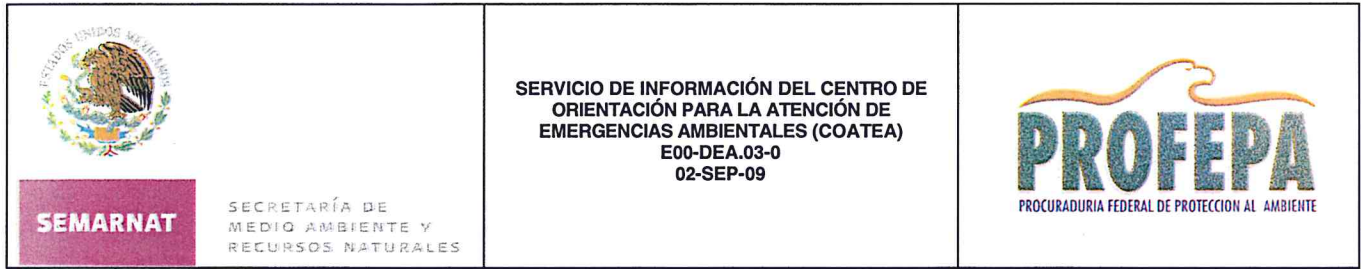 ESTADOS UNIDOS MEXICANOS
SEMARNAT
SECRETARÍA DE
MEDIO AMBIENTE Y
RECURSOS NATURALES
SERVICIO DE INFORMACIÓN DEL CENTRO DE
ORIENTACIÓN PARA LA ATENCIÓN DE
EMERGENCIAS AMBIENTALES (COATEA)
E00-DEA.03-0
02-SEP-09
PROFEPA
PROCURADURIA FEDERAL DE PROTECCION AL AMBIENTE